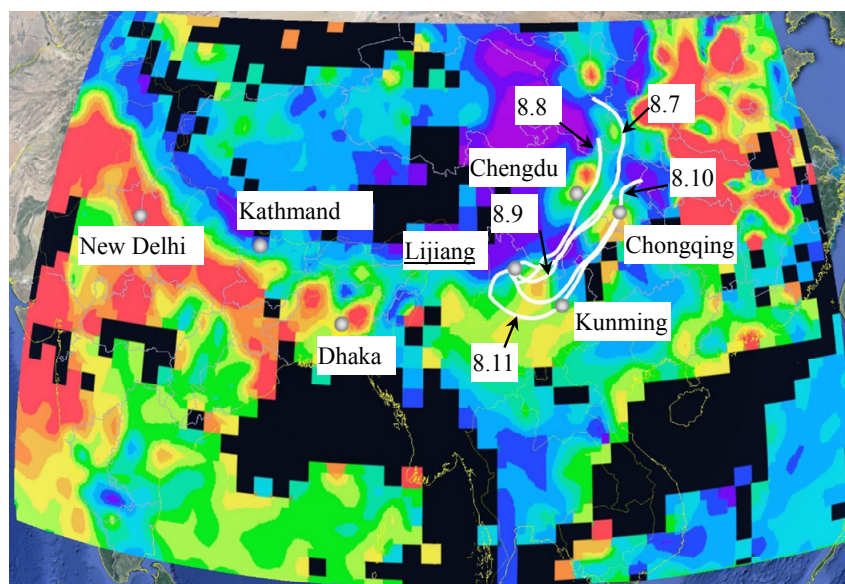 8.8
8.7
Chengdu
8.10
Kathmand
8.9
New Delhi
Lijiang
Chongqing
Kunming
Dhaka
8.11